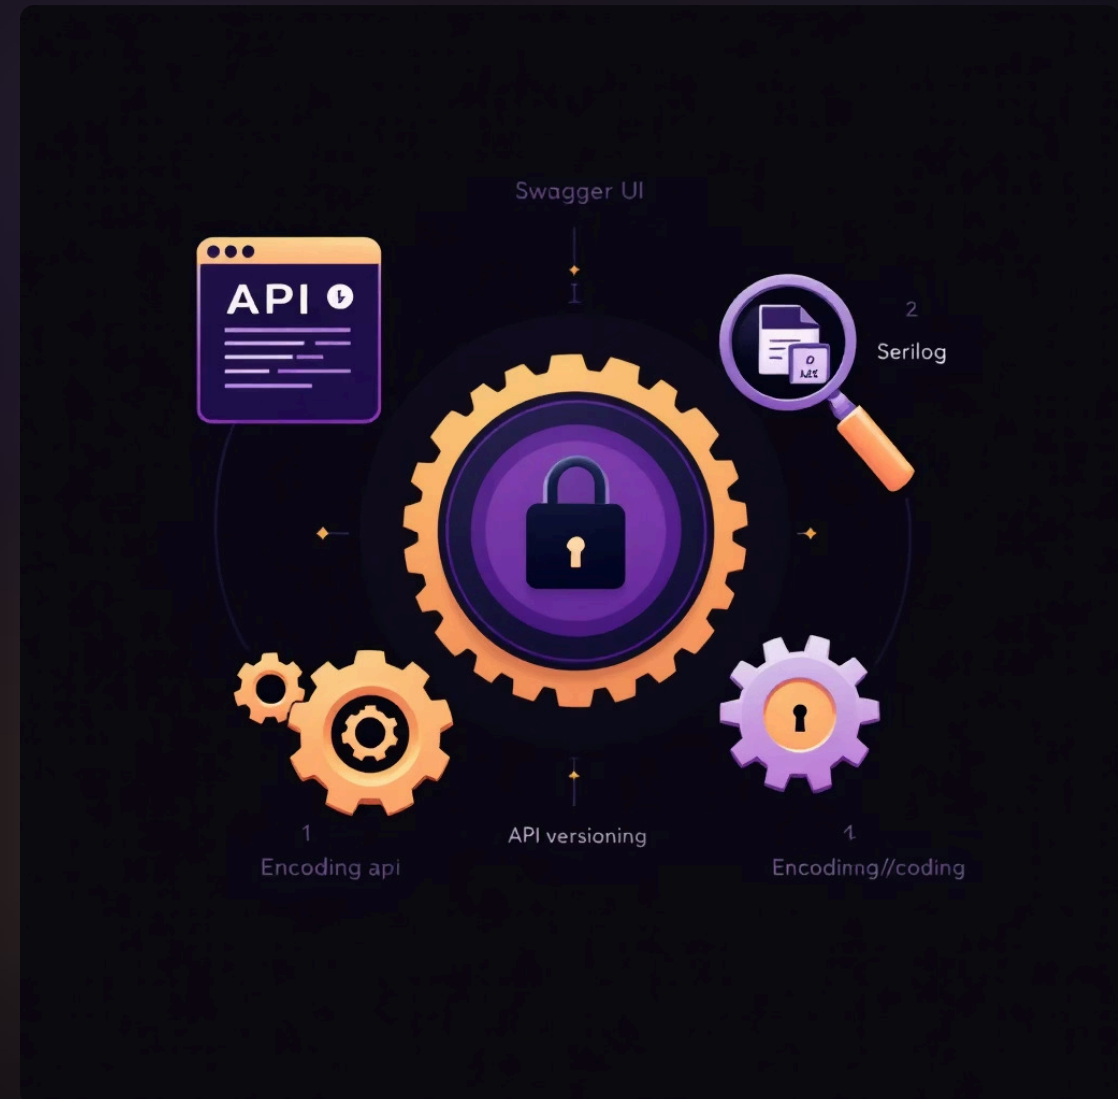 Swagger UI
API
2
Serilog
1
Encoding api
API versioning
Encodinng//coding